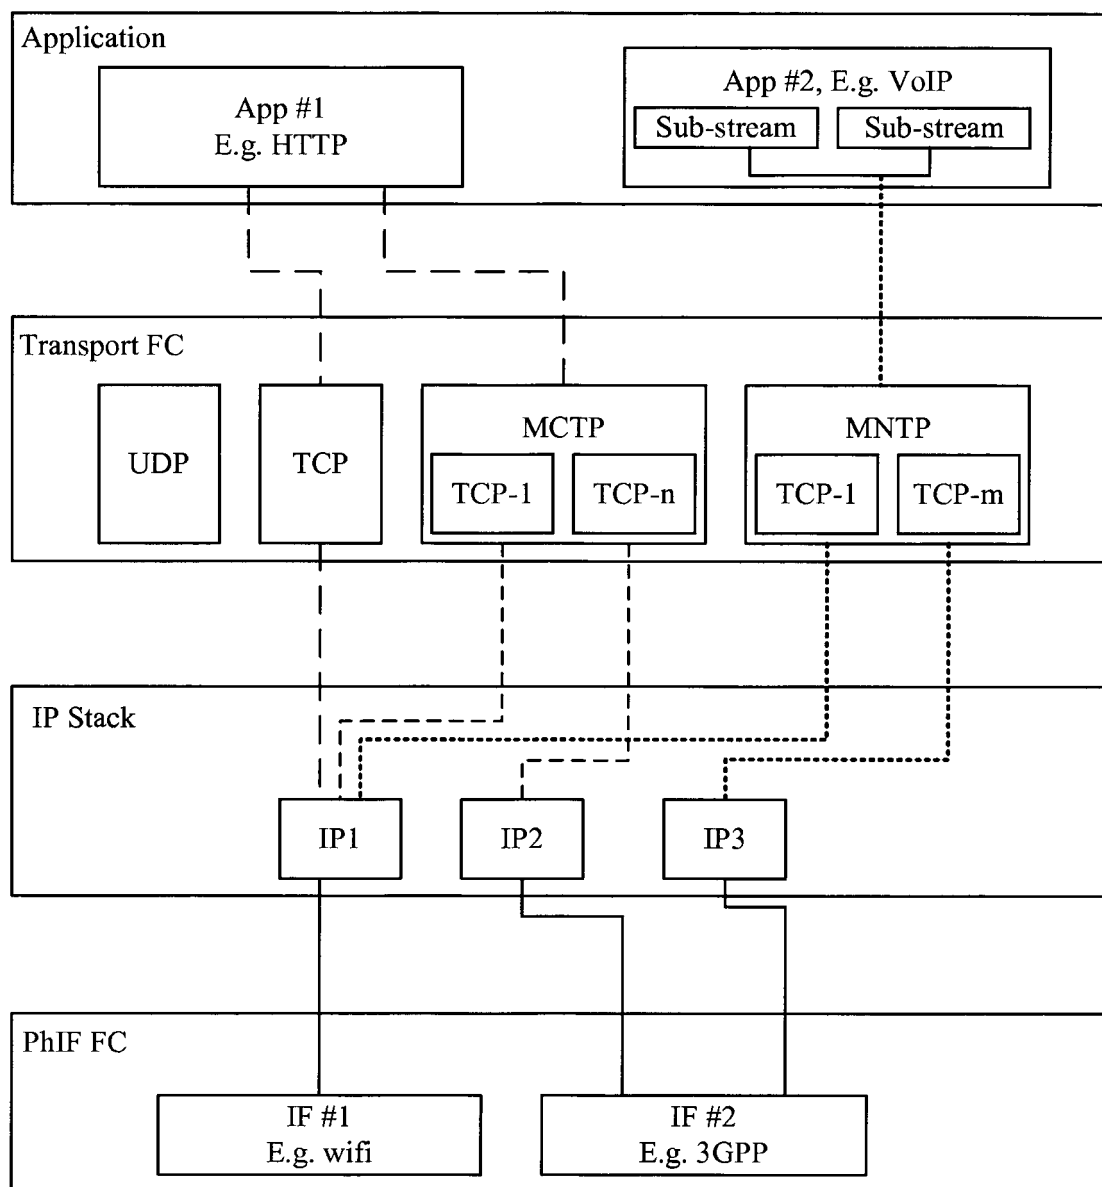 Application
App #1
E.g. HTTP
App #2, E.g. VoIP
Sub-stream
Sub-stream
Transport FC
UDP
TCP
MCTP
TCP-1
TCP-n
MNTP
TCP-1
TCP-m
IP Stack
IP1
IP2
IP3
PhIF FC
IF #1
E.g. wifi
IF #2
E.g. 3GPP